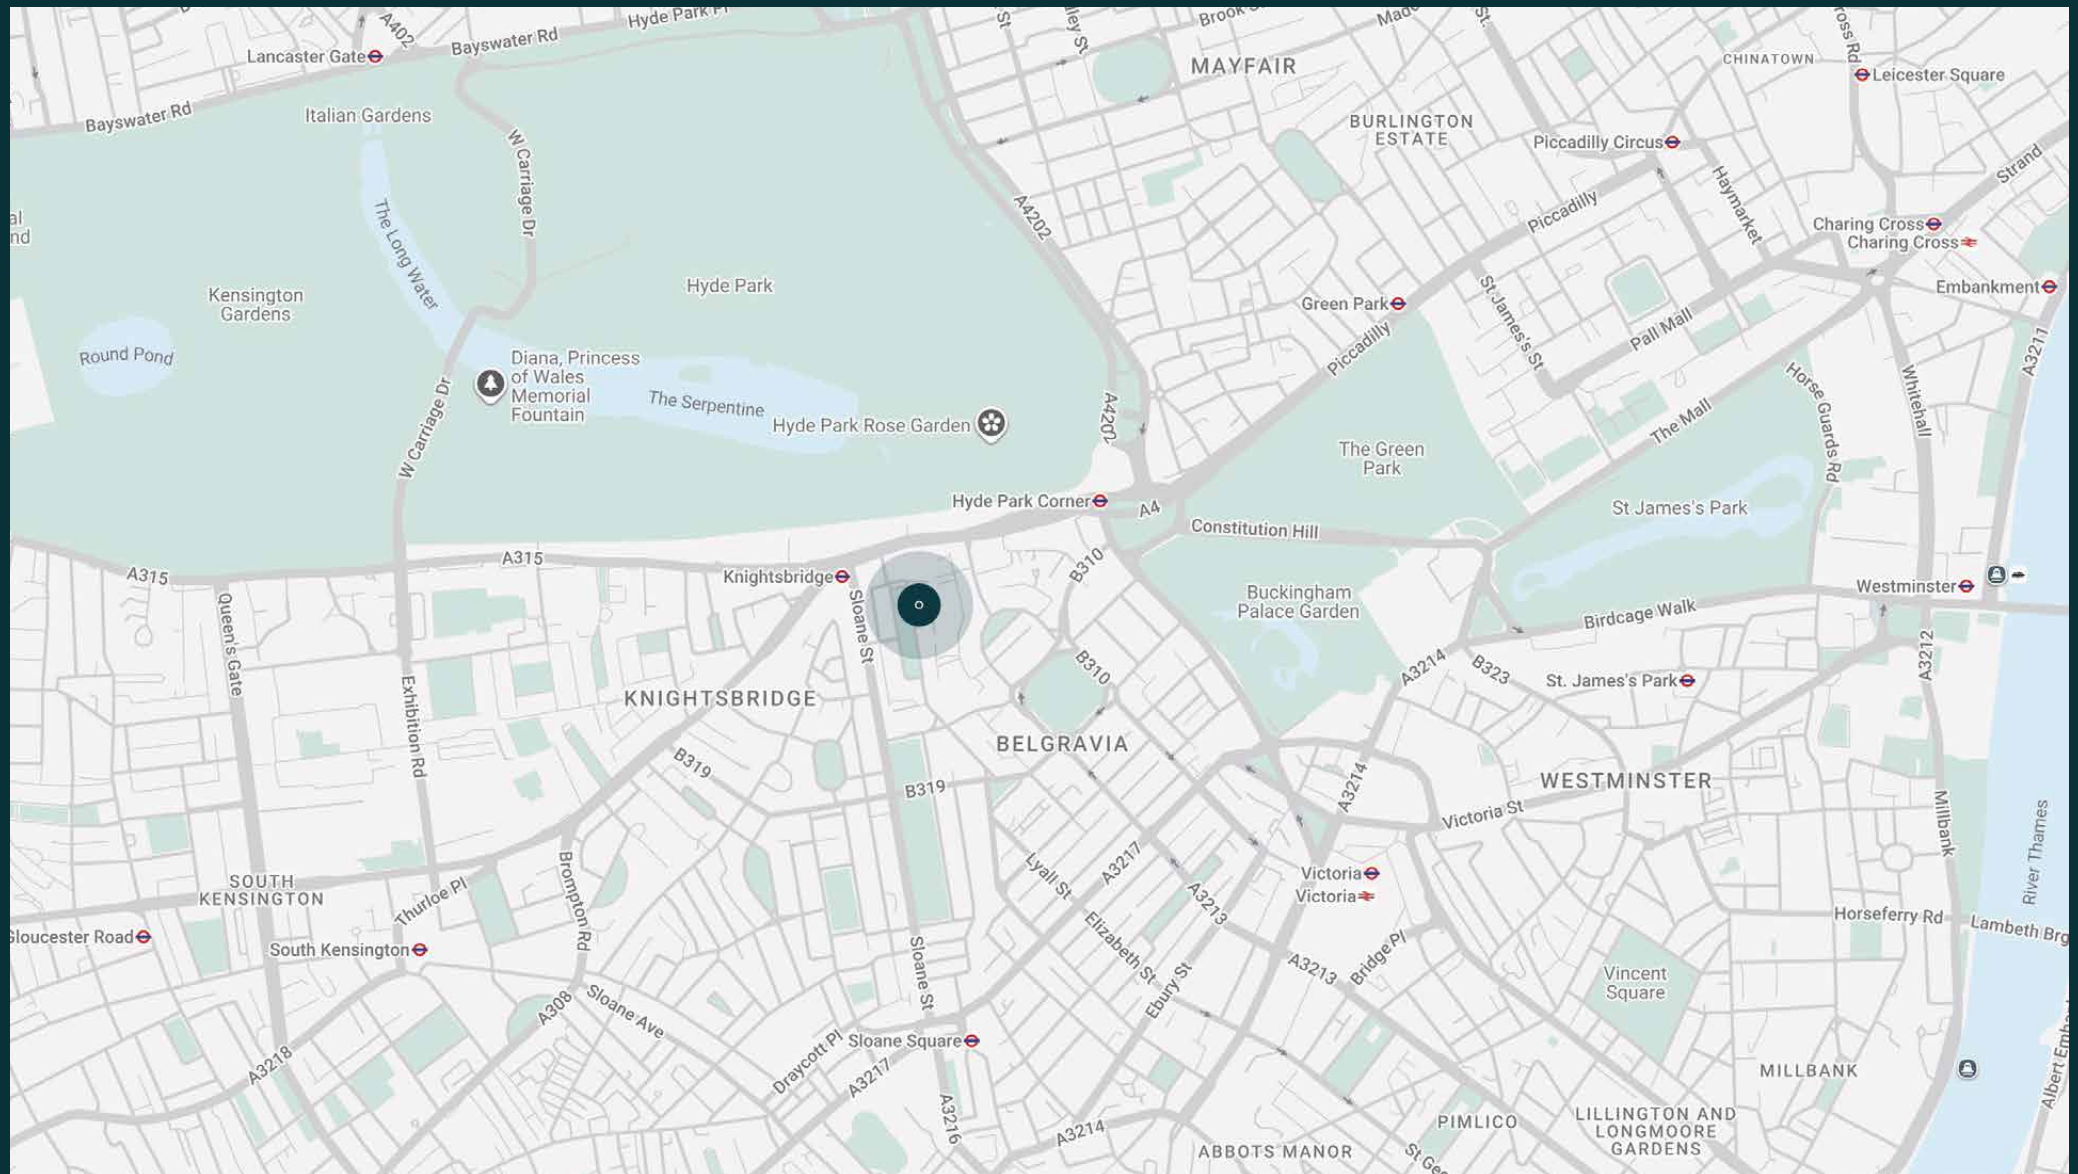 A402
Hyde Park Pl
Lancaster Gate
Bayswater Rd
Bayswater Rd
Italian Gardens
W Carriage Dr
The Long Water
Kensington
Gardens
Round Pond
Hyde Park
Diana, Princess
of Wales
Memorial
Fountain
The Serpentine
Hyde Park Rose Garden
W Carriage Dr
A4202
A4202
MAYFAIR
BURLINGTON
ESTATE
CHINATOWN
Leicester Square
Piccadilly Circus
Haymarket
Piccadilly
Strand
Charing Cross
Charing Cross
Embankment
Green Park
Piccadilly
St James's St
Pall Mall
The Mall
Horse Guards Rd
Whitehall
A3211
The Green
Park
St James's Park
Hyde Park Corner
A4
Constitution Hill
A315
A315
Knightsbridge
Sloane St
B310
B310
Buckingham
Palace Garden
Birdcage Walk
Westminster
A3212
A3214
B323
St. James's Park
Queen's Gate
Exhibition Rd
KNIGHTSBRIDGE
BELGRAVIA
WESTMINSTER
B319
B319
A3214
Victoria St
Millbank
River Thames
SOUTH
KENSINGTON
Thurloe Pl
Brompton Rd
Lyall St
A3217
Elizabeth St
A3213
Victoria
Victoria
Horseferry Rd
Lambeth Brg
Gloucester Road
South Kensington
Sloane St
Ebury St
A3213
Bridge Pl
Vincent
Square
A308
Sloane Ave
Sloane Square
Draycott Pl
A3217
A3218
A3216
A3214
ABBOTS MANOR
PIMLICO
LILLINGTON AND
LONGMOORE
GARDENS
MILLBANK